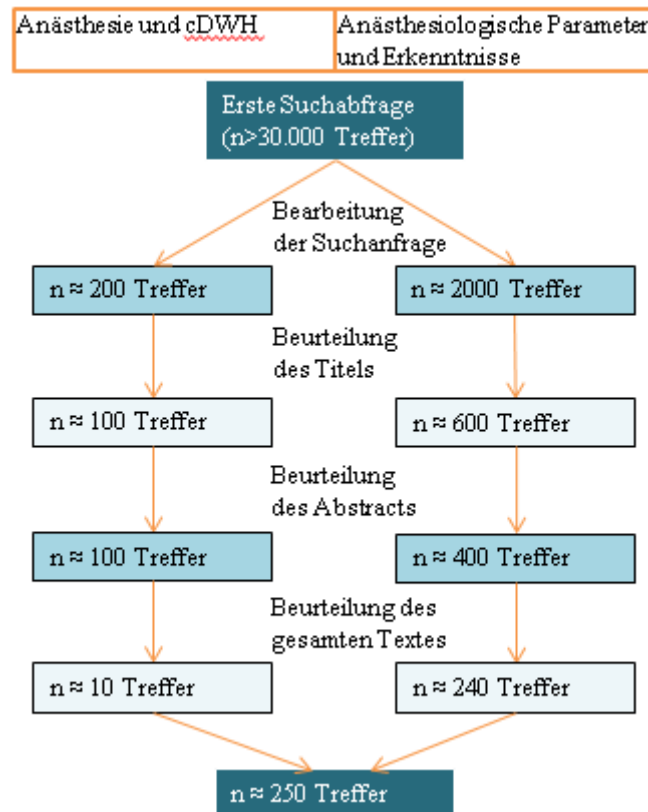 Anästhesie und cDWH
Anästhesiologische Parameter
und Erkenntnisse
Erste Suchabfrage
(n>30.000 Treffer)
Bearbeitung
der Suchanfrage
n ≈ 200 Treffer
n ≈ 2000 Treffer
Beurteilung
des Titels
n ≈ 100 Treffer
n ≈ 600 Treffer
Beurteilung
des Abstracts
n ≈ 100 Treffer
n ≈ 400 Treffer
Beurteilung des
gesamten Textes
n ≈ 10 Treffer
n ≈ 240 Treffer
n ≈ 250 Treffer